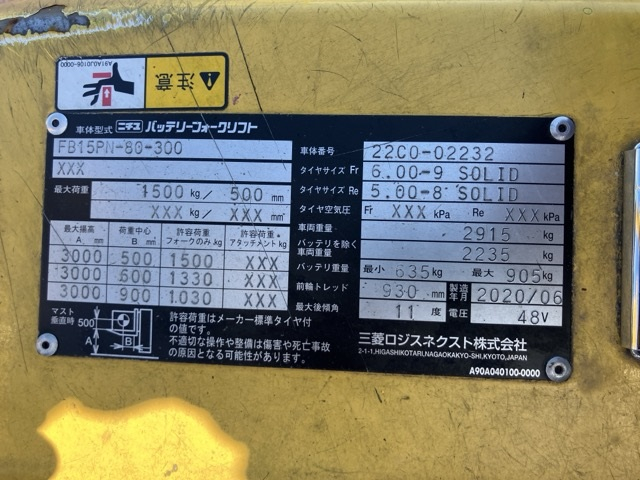 A91AJ0106-0000
注意
車体型式 ニチユ バッテリーフォークリフト
FB15PN-80-300
XXX
最大荷重 1500 kg/ 500 mm
XXX kg/ XXX mm
最大揚高 A mm 荷重中心 B mm 許容荷重 フォークのみ kg 許容荷重 アタッチメント kg
3000 500 1500 XXX
3000 600 1330 XXX
3000 900 1030 XXX
マスト垂直時 500 A B
許容荷重はメーカー標準タイヤ付
の値です。
不適切な操作や整備は傷害や死亡事故
の原因となる可能性があります。
車体番号 22C0-02232
タイヤサイズ Fr 6.00-9 SOLID
タイヤサイズ Re 5.00-8 SOLID
タイヤ空気圧 Fr XXX kPa Re XXX kPa
車両重量 2915 kg
バッテリを除く
車両重量 2235 kg
バッテリ重量 最小 635 kg 最大 905 kg
前輪トレッド 930 mm 製造年月 2020/06
最大後傾角 11 度 電圧 48V
三菱ロジスネクスト株式会社
2-1-1,HIGASHIKOTARI,NAGAOKAKYO-SHI,KYOTO,JAPAN
A90A040100-0000